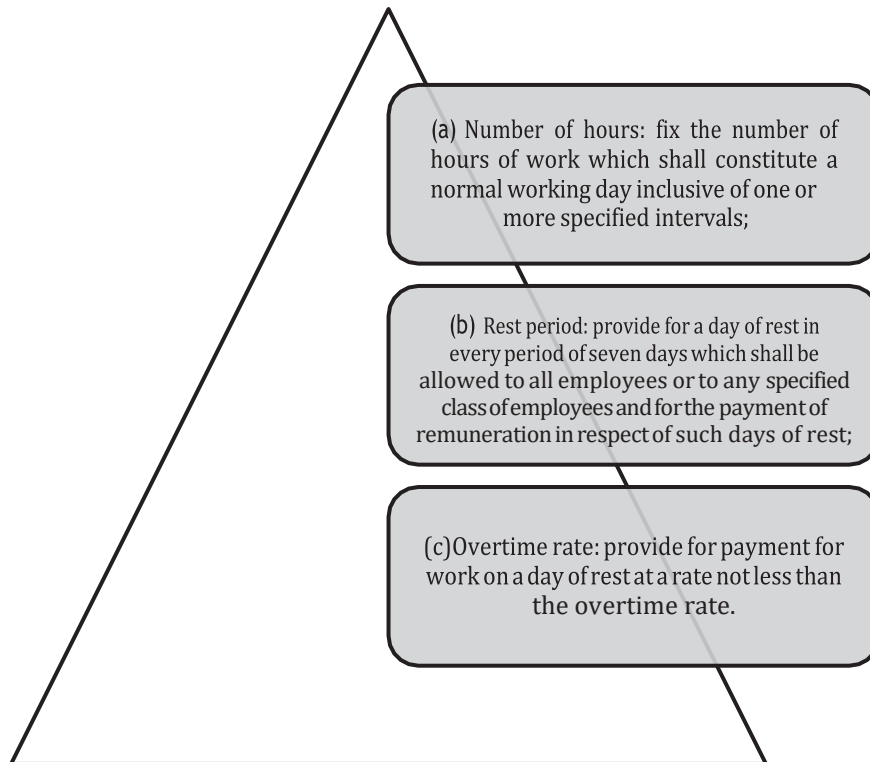 (a) Number of hours: fix the number of
hours of work which shall constitute a
normal working day inclusive of one or
more specified intervals;
(b) Rest period: provide for a day of rest in
every period of seven days which shall be
allowed to all employees or to any specified
class of employees and for the payment of
remuneration in respect of such days of rest;
(c)Overtime rate: provide for payment for
work on a day of rest at a rate not less than
the overtime rate.